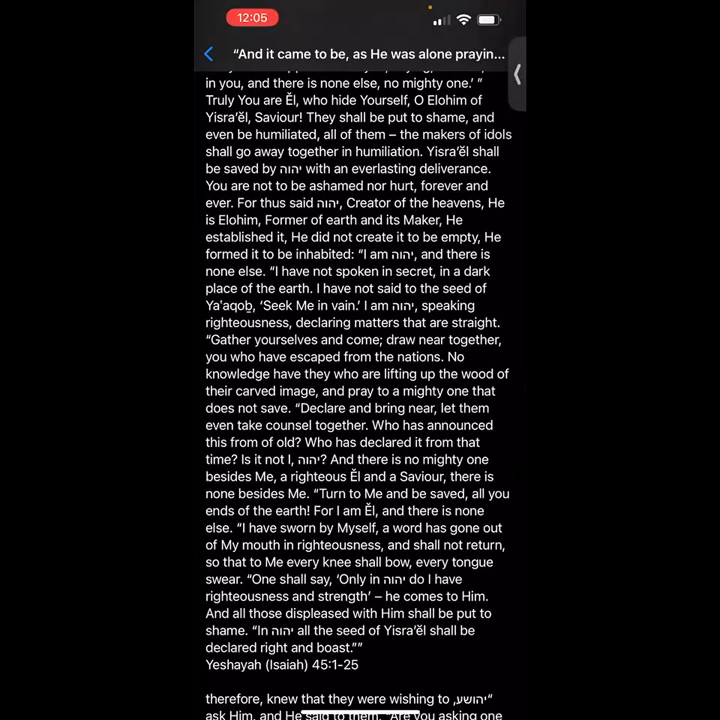 12:05
“And it came to be, as He was alone prayin...
in you, and there is none else, no mighty one.’ ”
Truly You are Ěl, who hide Yourself, O Elohim of
Yisra’ěl, Saviour! They shall be put to shame, and
even be humiliated, all of them – the makers of idols
shall go away together in humiliation. Yisra’ěl shall
be saved by יהוה with an everlasting deliverance.
You are not to be ashamed nor hurt, forever and
ever. For thus said יהוה, Creator of the heavens, He
is Elohim, Former of earth and its Maker, He
established it, He did not create it to be empty, He
formed it to be inhabited: “I am יהוה, and there is
none else. “I have not spoken in secret, in a dark
place of the earth. I have not said to the seed of
Ya‛aqoḇ, ‘Seek Me in vain.’ I am יהוה, speaking
righteousness, declaring matters that are straight.
“Gather yourselves and come; draw near together,
you who have escaped from the nations. No
knowledge have they who are lifting up the wood of
their carved image, and pray to a mighty one that
does not save. “Declare and bring near, let them
even take counsel together. Who has announced
this from of old? Who has declared it from that
time? Is it not I, יהוה? And there is no mighty one
besides Me, a righteous Ěl and a Saviour, there is
none besides Me. “Turn to Me and be saved, all you
ends of the earth! For I am Ěl, and there is none
else. “I have sworn by Myself, a word has gone out
of My mouth in righteousness, and shall not return,
so that to Me every knee shall bow, every tongue
swear. “One shall say, ‘Only in יהוה do I have
righteousness and strength’ – he comes to Him.
And all those displeased with Him shall be put to
shame. “In יהוה all the seed of Yisra’ěl shall be
declared right and boast.””
Yeshayah (Isaiah) 45:1-25
therefore, knew that they were wishing to ,יהושע“
ask Him, and He said to them, “Are you asking one